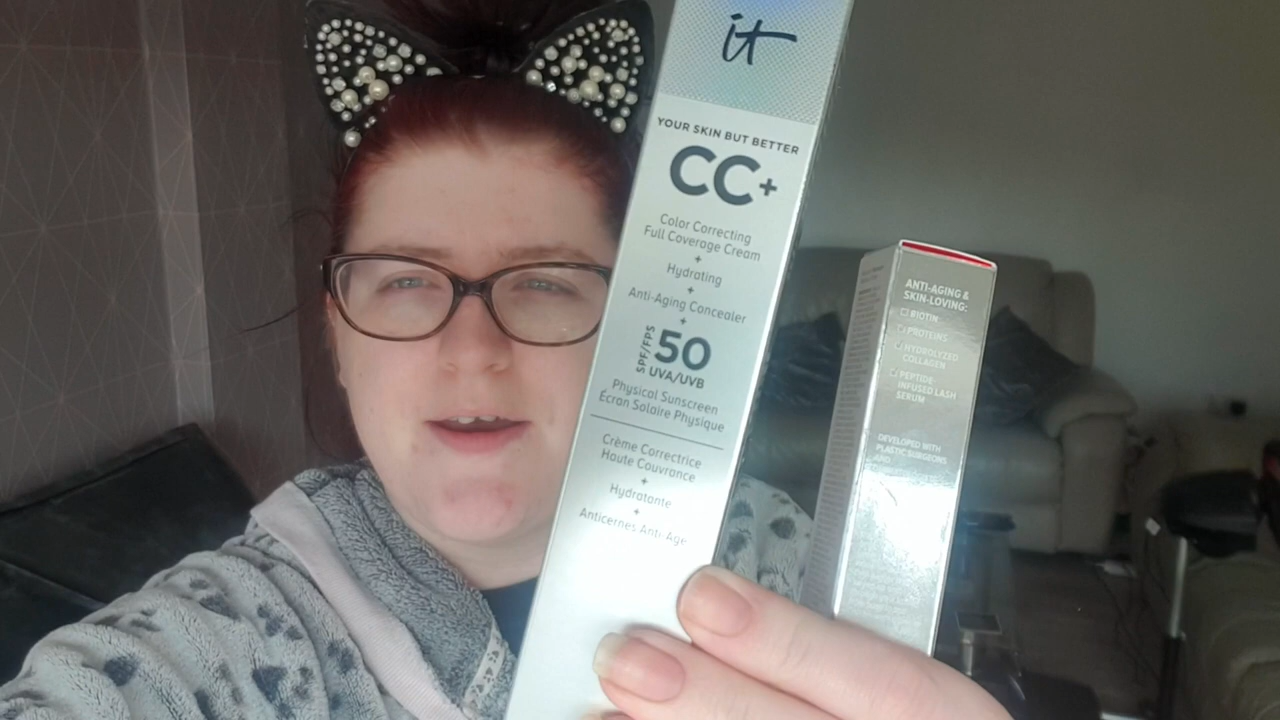 it
YOUR SKIN BUT BETTER
CC+
Color Correcting
Full Coverage Cream
+
Hydrating
+
Anti-Aging Concealer
+
SPF/FPS
50
UVA/UVB
Physical Sunscreen
Écran Solaire Physique
Crème Correctrice
Haute Couvrance
+
Hydratante
+
Anticernes Anti-Age
ANTI-AGING &
SKIN-LOVING:
BIOTIN
PROTEINS
HYDROLYZED
COLLAGEN
PEPTIDE-
INFUSED LASH
SERUM
DEVELOPED WITH
PLASTIC SURGEONS